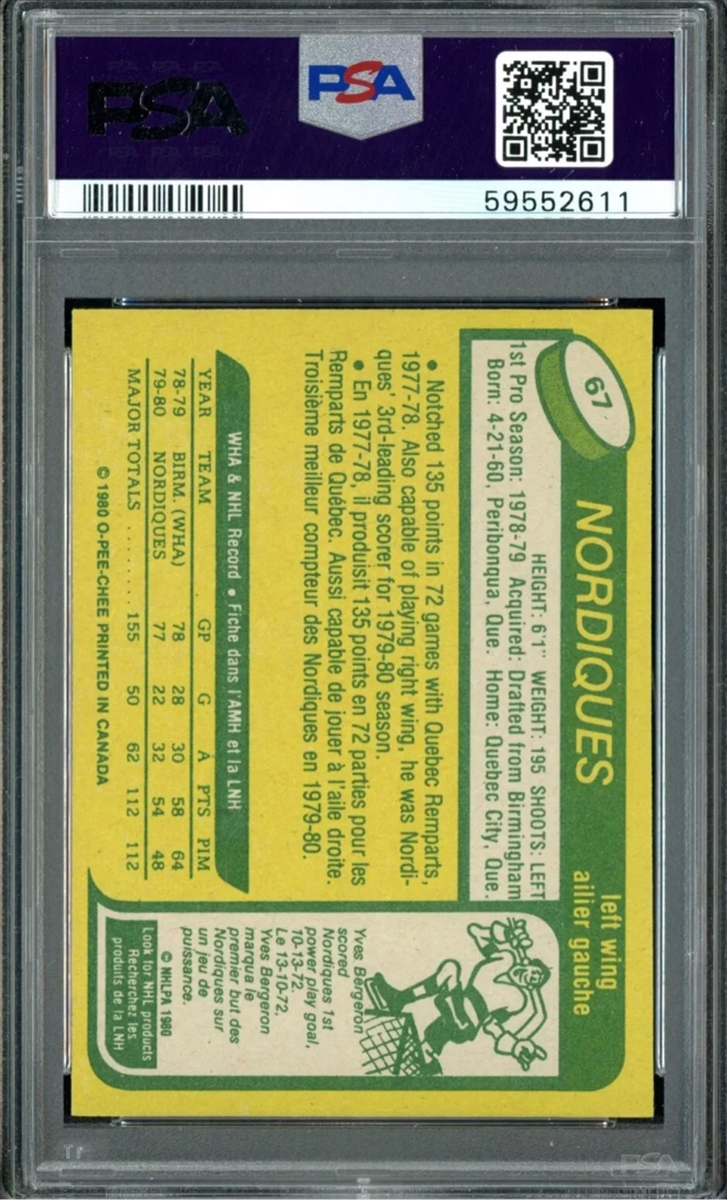 PSA
PSA
59552611
67
NORDIQUES
left wing
ailier gauche
HEIGHT: 6'1" WEIGHT: 195 SHOOTS: LEFT
1st Pro Season: 1978-79 Acquired: Drafted from Birmingham
Born: 4-21-60, Peribonqua, Que. Home: Quebec City, Que.
• Notched 135 points in 72 games with Quebec Remparts,
1977-78. Also capable of playing right wing, he was Nordi-
ques' 3rd-leading scorer for 1979-80 season.
• En 1977-78, il produisit 135 points en 72 parties pour les
Remparts de Québec. Aussi capable de jouer à l'aile droite.
Troisième meilleur compteur des Nordiques en 1979-80.
WHA & NHL Record • Fiche dans l'AMH et la LNH
YEAR TEAM GP G A PTS PIM
78-79 BIRM. (WHA) 78 28 30 58 64
79-80 NORDIQUES 77 22 32 54 48
MAJOR TOTALS ........ 155 50 62 112 112
© 1980 O-PEE-CHEE PRINTED IN CANADA
Yves Bergeron
scored
Nordiques 1st
power play goal,
10-13-72.
Le 13-10-72,
Yves Bergeron
marqua le
premier but des
Nordiques sur
un jeu de
puissance.
© NHLPA 1980
Look for NHL products
Recherchez les
produits de la LNH
PSA